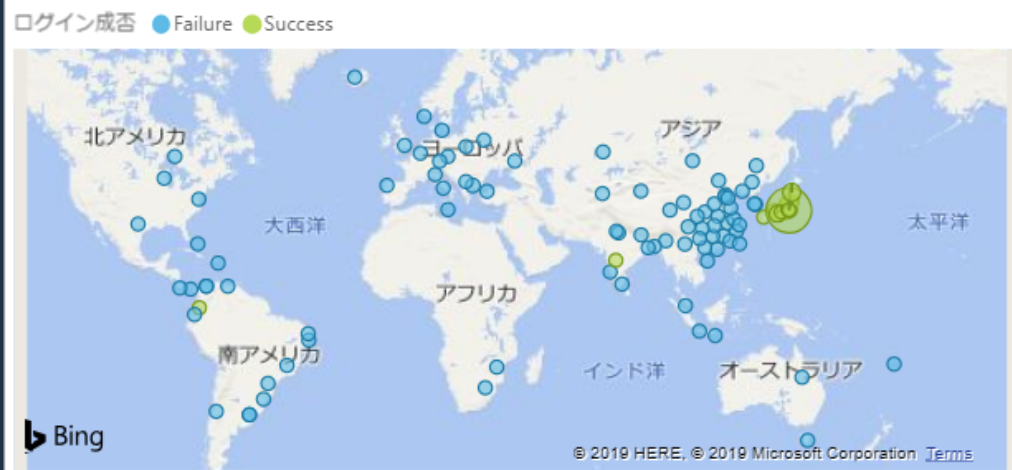 ログイン成否 Failure Success
北アメリカ
アジア
ヨーロッパ
大西洋
太平洋
アフリカ
南アメリカ
インド洋
オーストラリア
Bing
© 2019 HERE, © 2019 Microsoft Corporation Terms